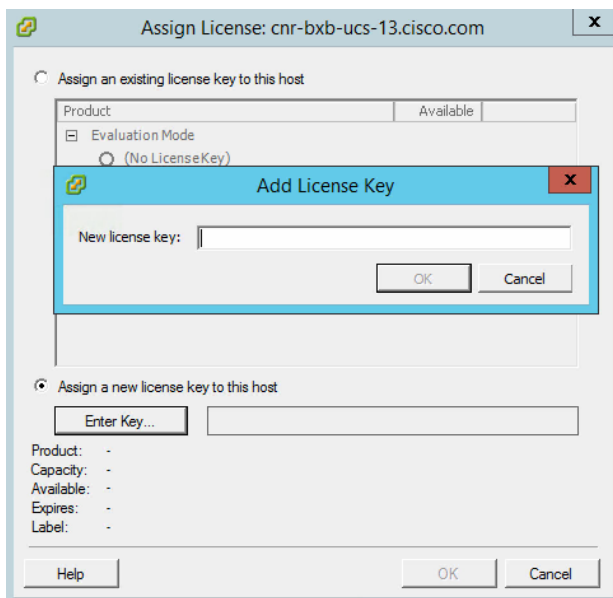 Assign License: cnr-bxb-ucs-13.cisco.com
x
Assign an existing license key to this host
Product Available
Evaluation Mode
(No License Key)
Add License Key
x
New license key:
OK Cancel
Assign a new license key to this host
Enter Key...
Product: -
Capacity: -
Available: -
Expires: -
Label: -
Help OK Cancel